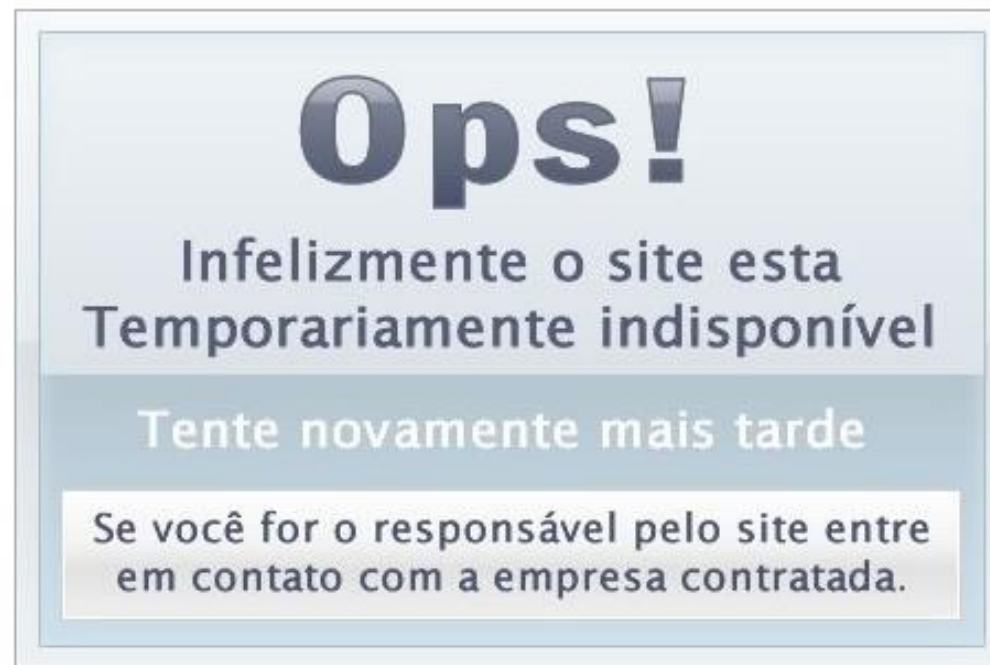 Ops!
Infelizmente o site esta
Temporariamente indisponível
Tente novamente mais tarde
Se você for o responsável pelo site entre
em contato com a empresa contratada.